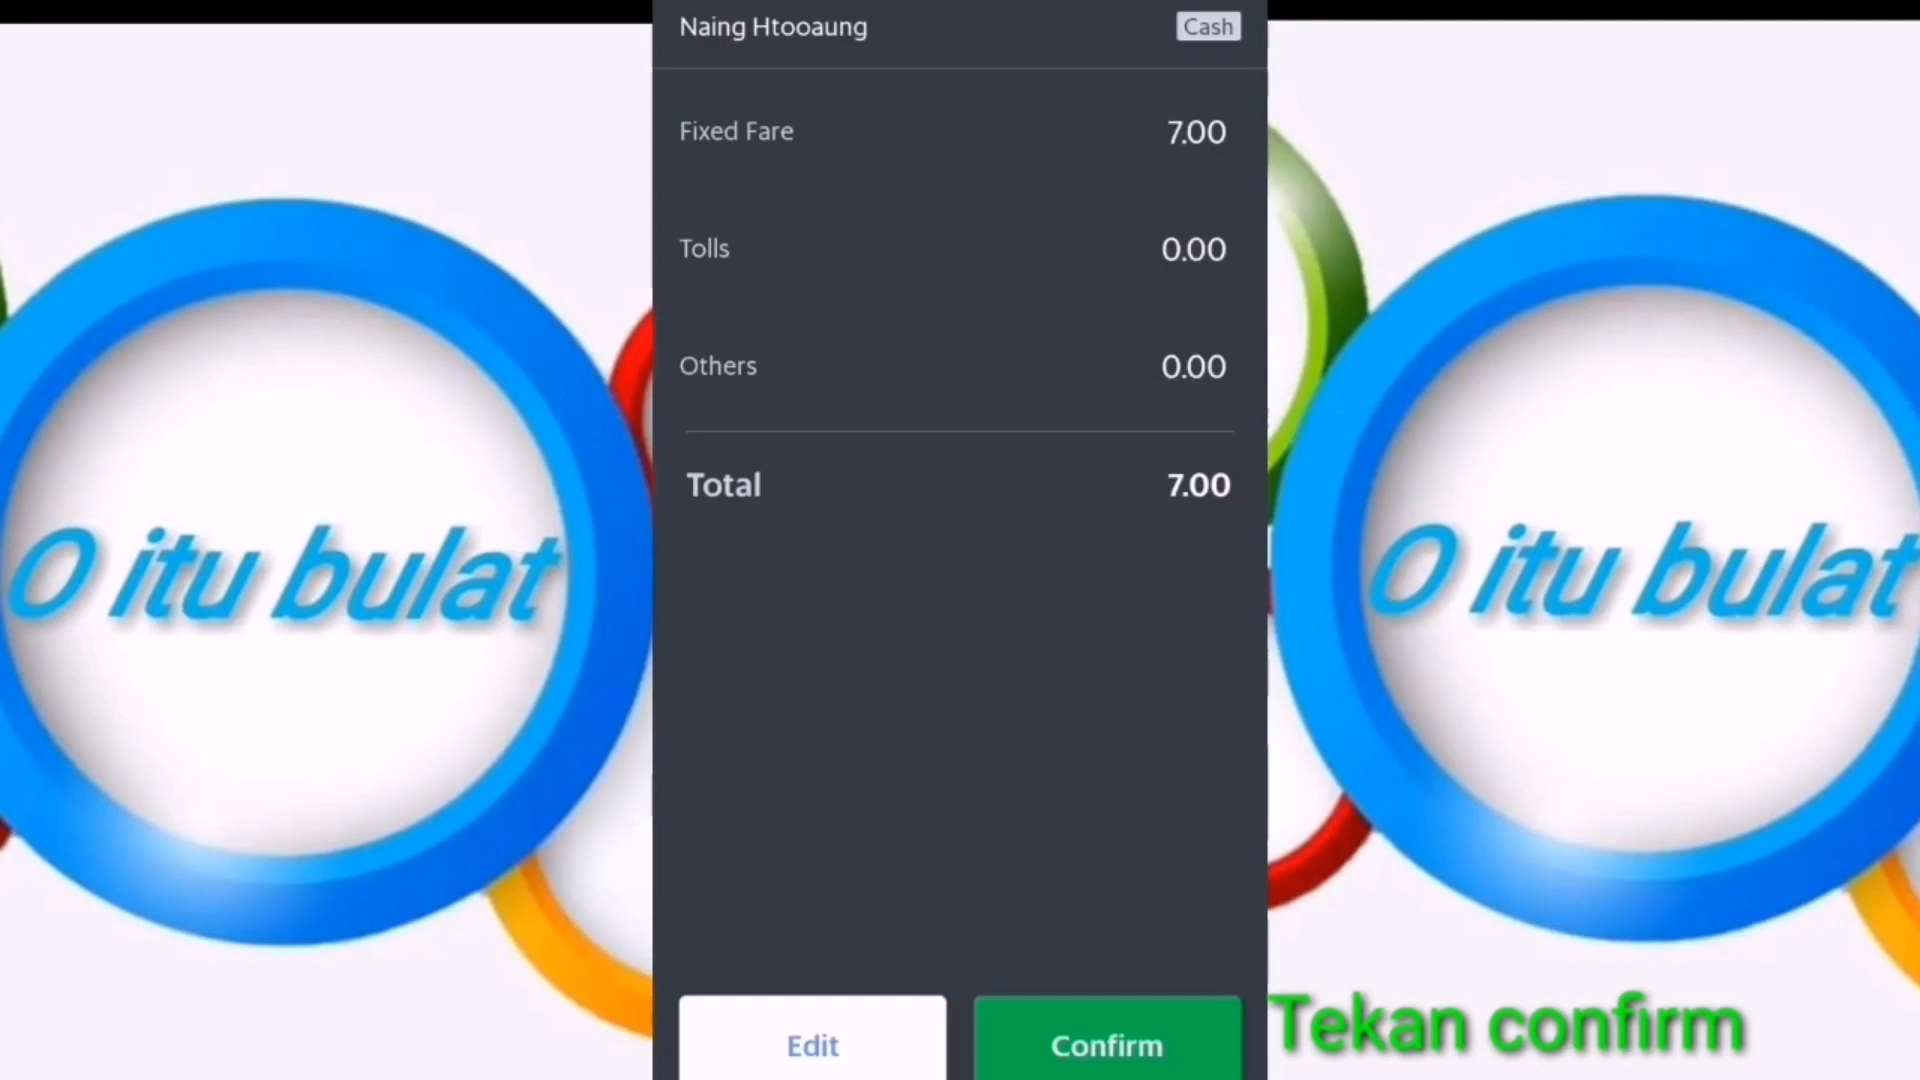 Naing Htooaung Cash
Fixed Fare 7.00
Tolls 0.00
Others 0.00
Total 7.00
O itu bulat
O itu bulat
Edit
Confirm
Tekan confirm